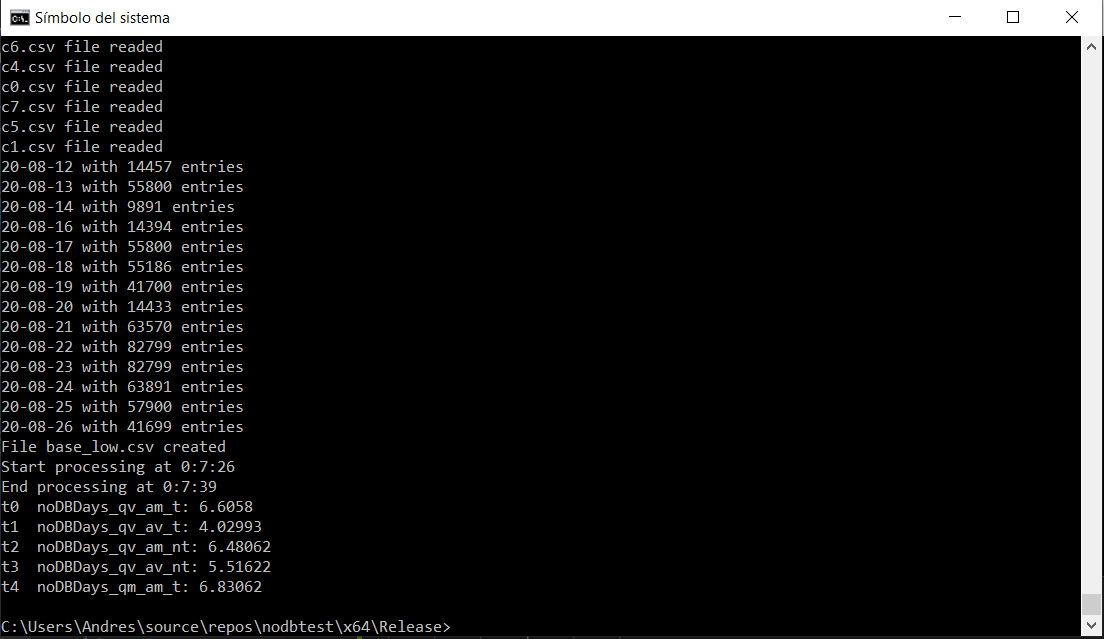 Símbolo del sistema
c6.csv file readed
c4.csv file readed
c0.csv file readed
c7.csv file readed
c5.csv file readed
c1.csv file readed
20-08-12 with 14457 entries
20-08-13 with 55800 entries
20-08-14 with 9891 entries
20-08-16 with 14394 entries
20-08-17 with 55800 entries
20-08-18 with 55186 entries
20-08-19 with 41700 entries
20-08-20 with 14433 entries
20-08-21 with 63570 entries
20-08-22 with 82799 entries
20-08-23 with 82799 entries
20-08-24 with 63891 entries
20-08-25 with 57900 entries
20-08-26 with 41699 entries
File base_low.csv created
Start processing at 0:7:26
End processing at 0:7:39
t0  noDBDays_qv_am_t: 6.6058
t1  noDBDays_qv_av_t: 4.02993
t2  noDBDays_qv_am_nt: 6.48062
t3  noDBDays_qv_av_nt: 5.51622
t4  noDBDays_qm_am_t: 6.83062
C:\Users\Andres\source\repos\nodbtest\x64\Release>